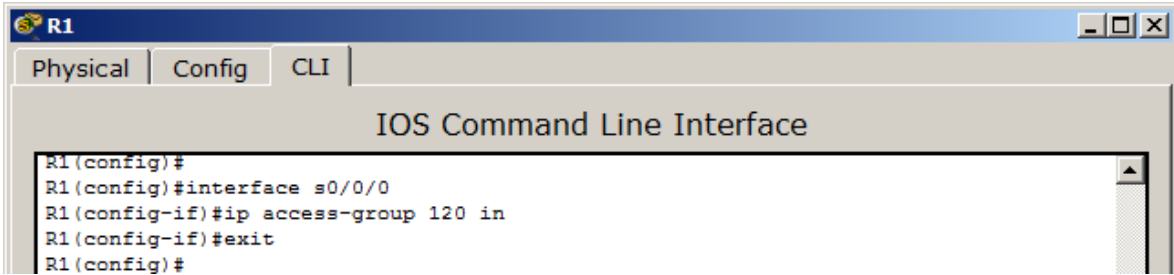 R1
Physical Config CLI
IOS Command Line Interface
R1(config)#
R1(config)#interface s0/0/0
R1(config-if)#ip access-group 120 in
R1(config-if)#exit
R1(config)#